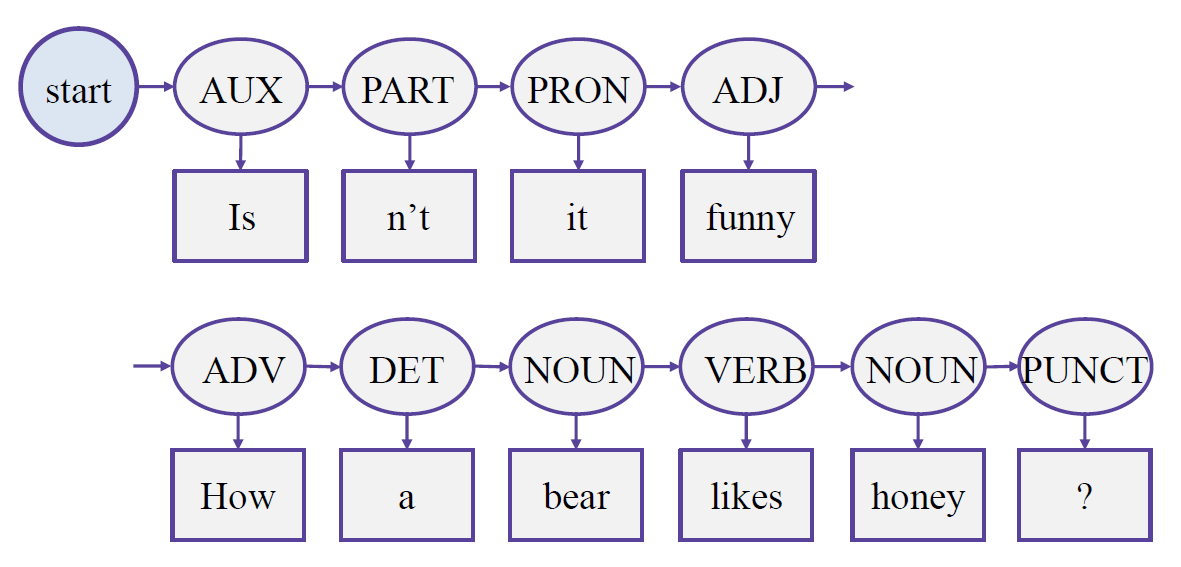 start AUX PART PRON ADJ
Is n’t it funny
ADV DET NOUN VERB NOUN PUNCT
How a bear likes honey ?